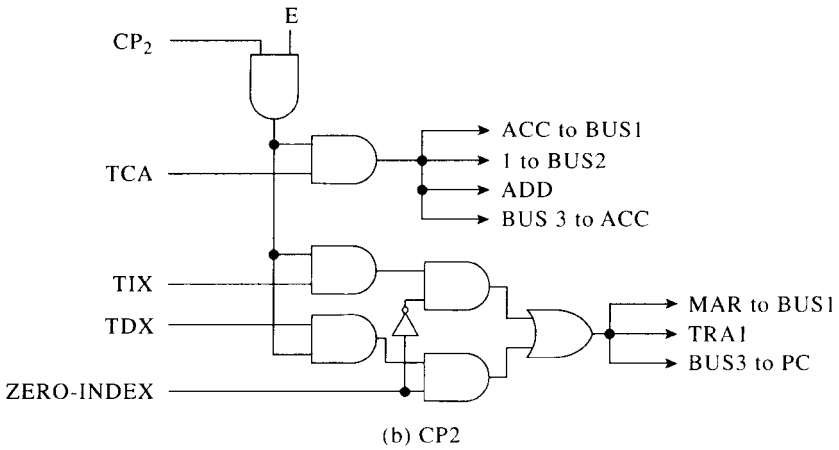 E
CP2
ACC to BUS1
1 to BUS2
TCA
ADD
BUS 3 to ACC
TIX
MAR to BUS1
TDX
TRA1
BUS3 to PC
ZERO-INDEX
(b) CP2